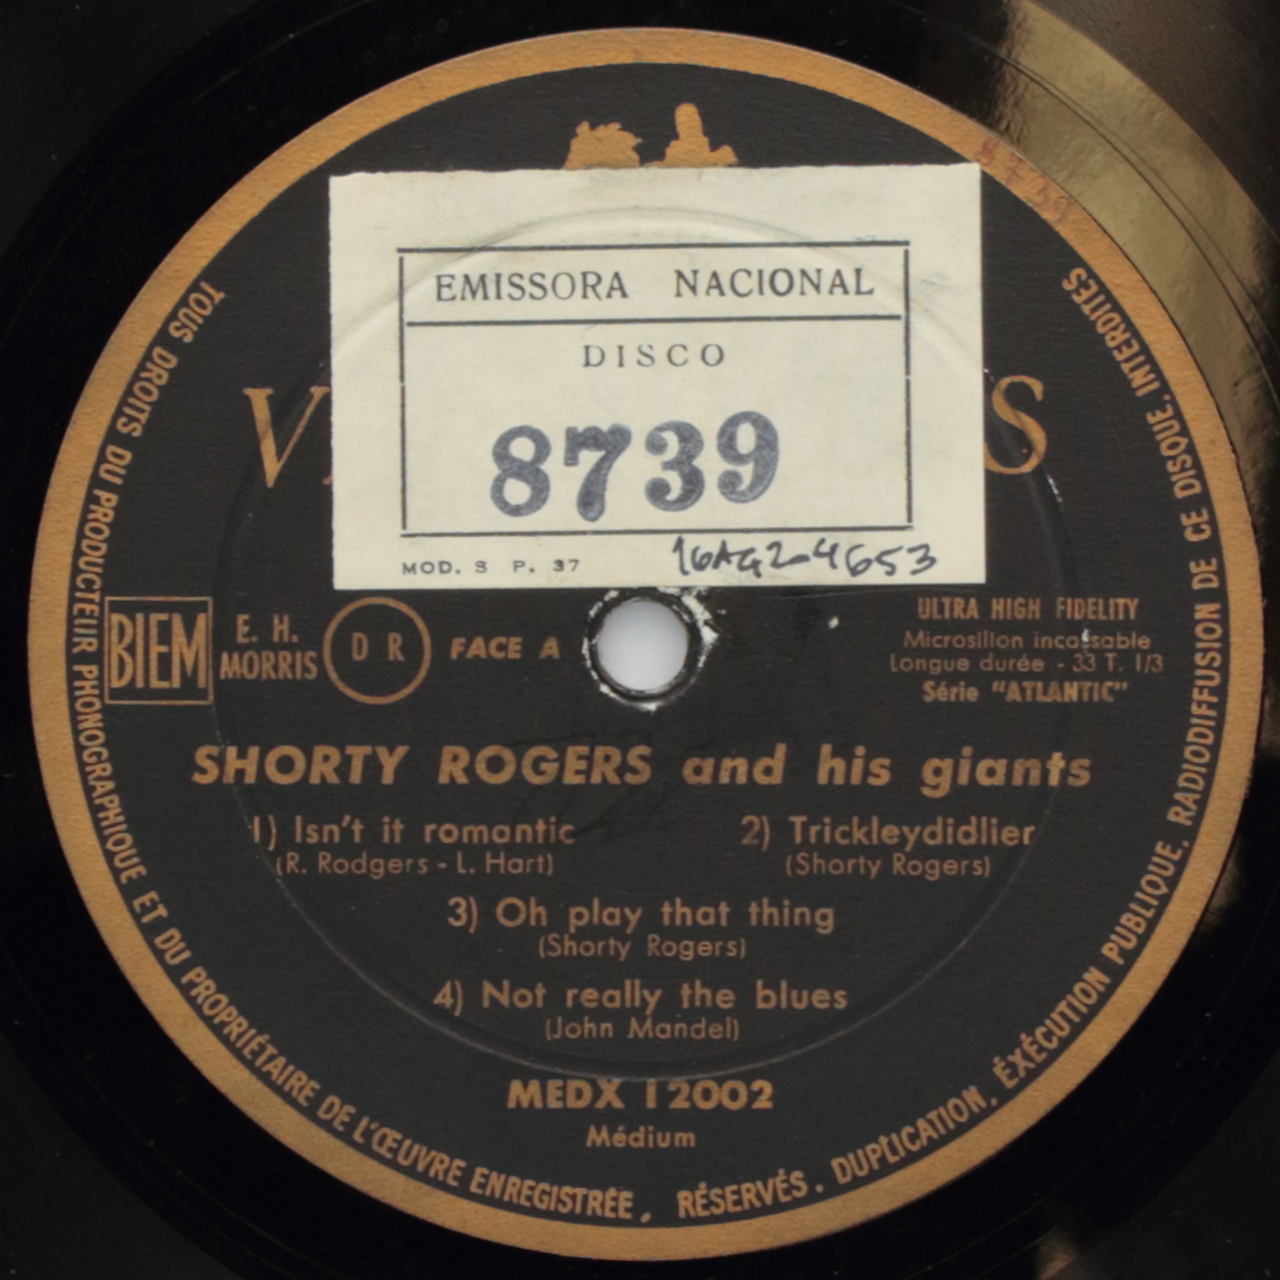 EMISSORA NACIONAL
DISCO
8739
MOD. S P. 37
16AG2-4653
8739
TOUS DROITS DU PRODUCTEUR PHONOGRAPHIQUE ET DU PROPRIÉTAIRE DE L'ŒUVRE ENREGISTRÉE, RÉSERVÉS. DUPLICATION, ÉXÉCUTION PUBLIQUE, RADIODIFFUSION DE CE DISQUE, INTERDITES
BIEM
E. H.
MORRIS
D R
FACE A
ULTRA HIGH FIDELITY
Microsillon incassable
Longue durée - 33 T. 1/3
Série "ATLANTIC"
SHORTY ROGERS and his giants
1) Isn't it romantic 2) Trickleydidlier
(R. Rodgers - L. Hart) (Shorty Rogers)
3) Oh play that thing
(Shorty Rogers)
4) Not really the blues
(John Mandel)
MEDX 12002
Médium